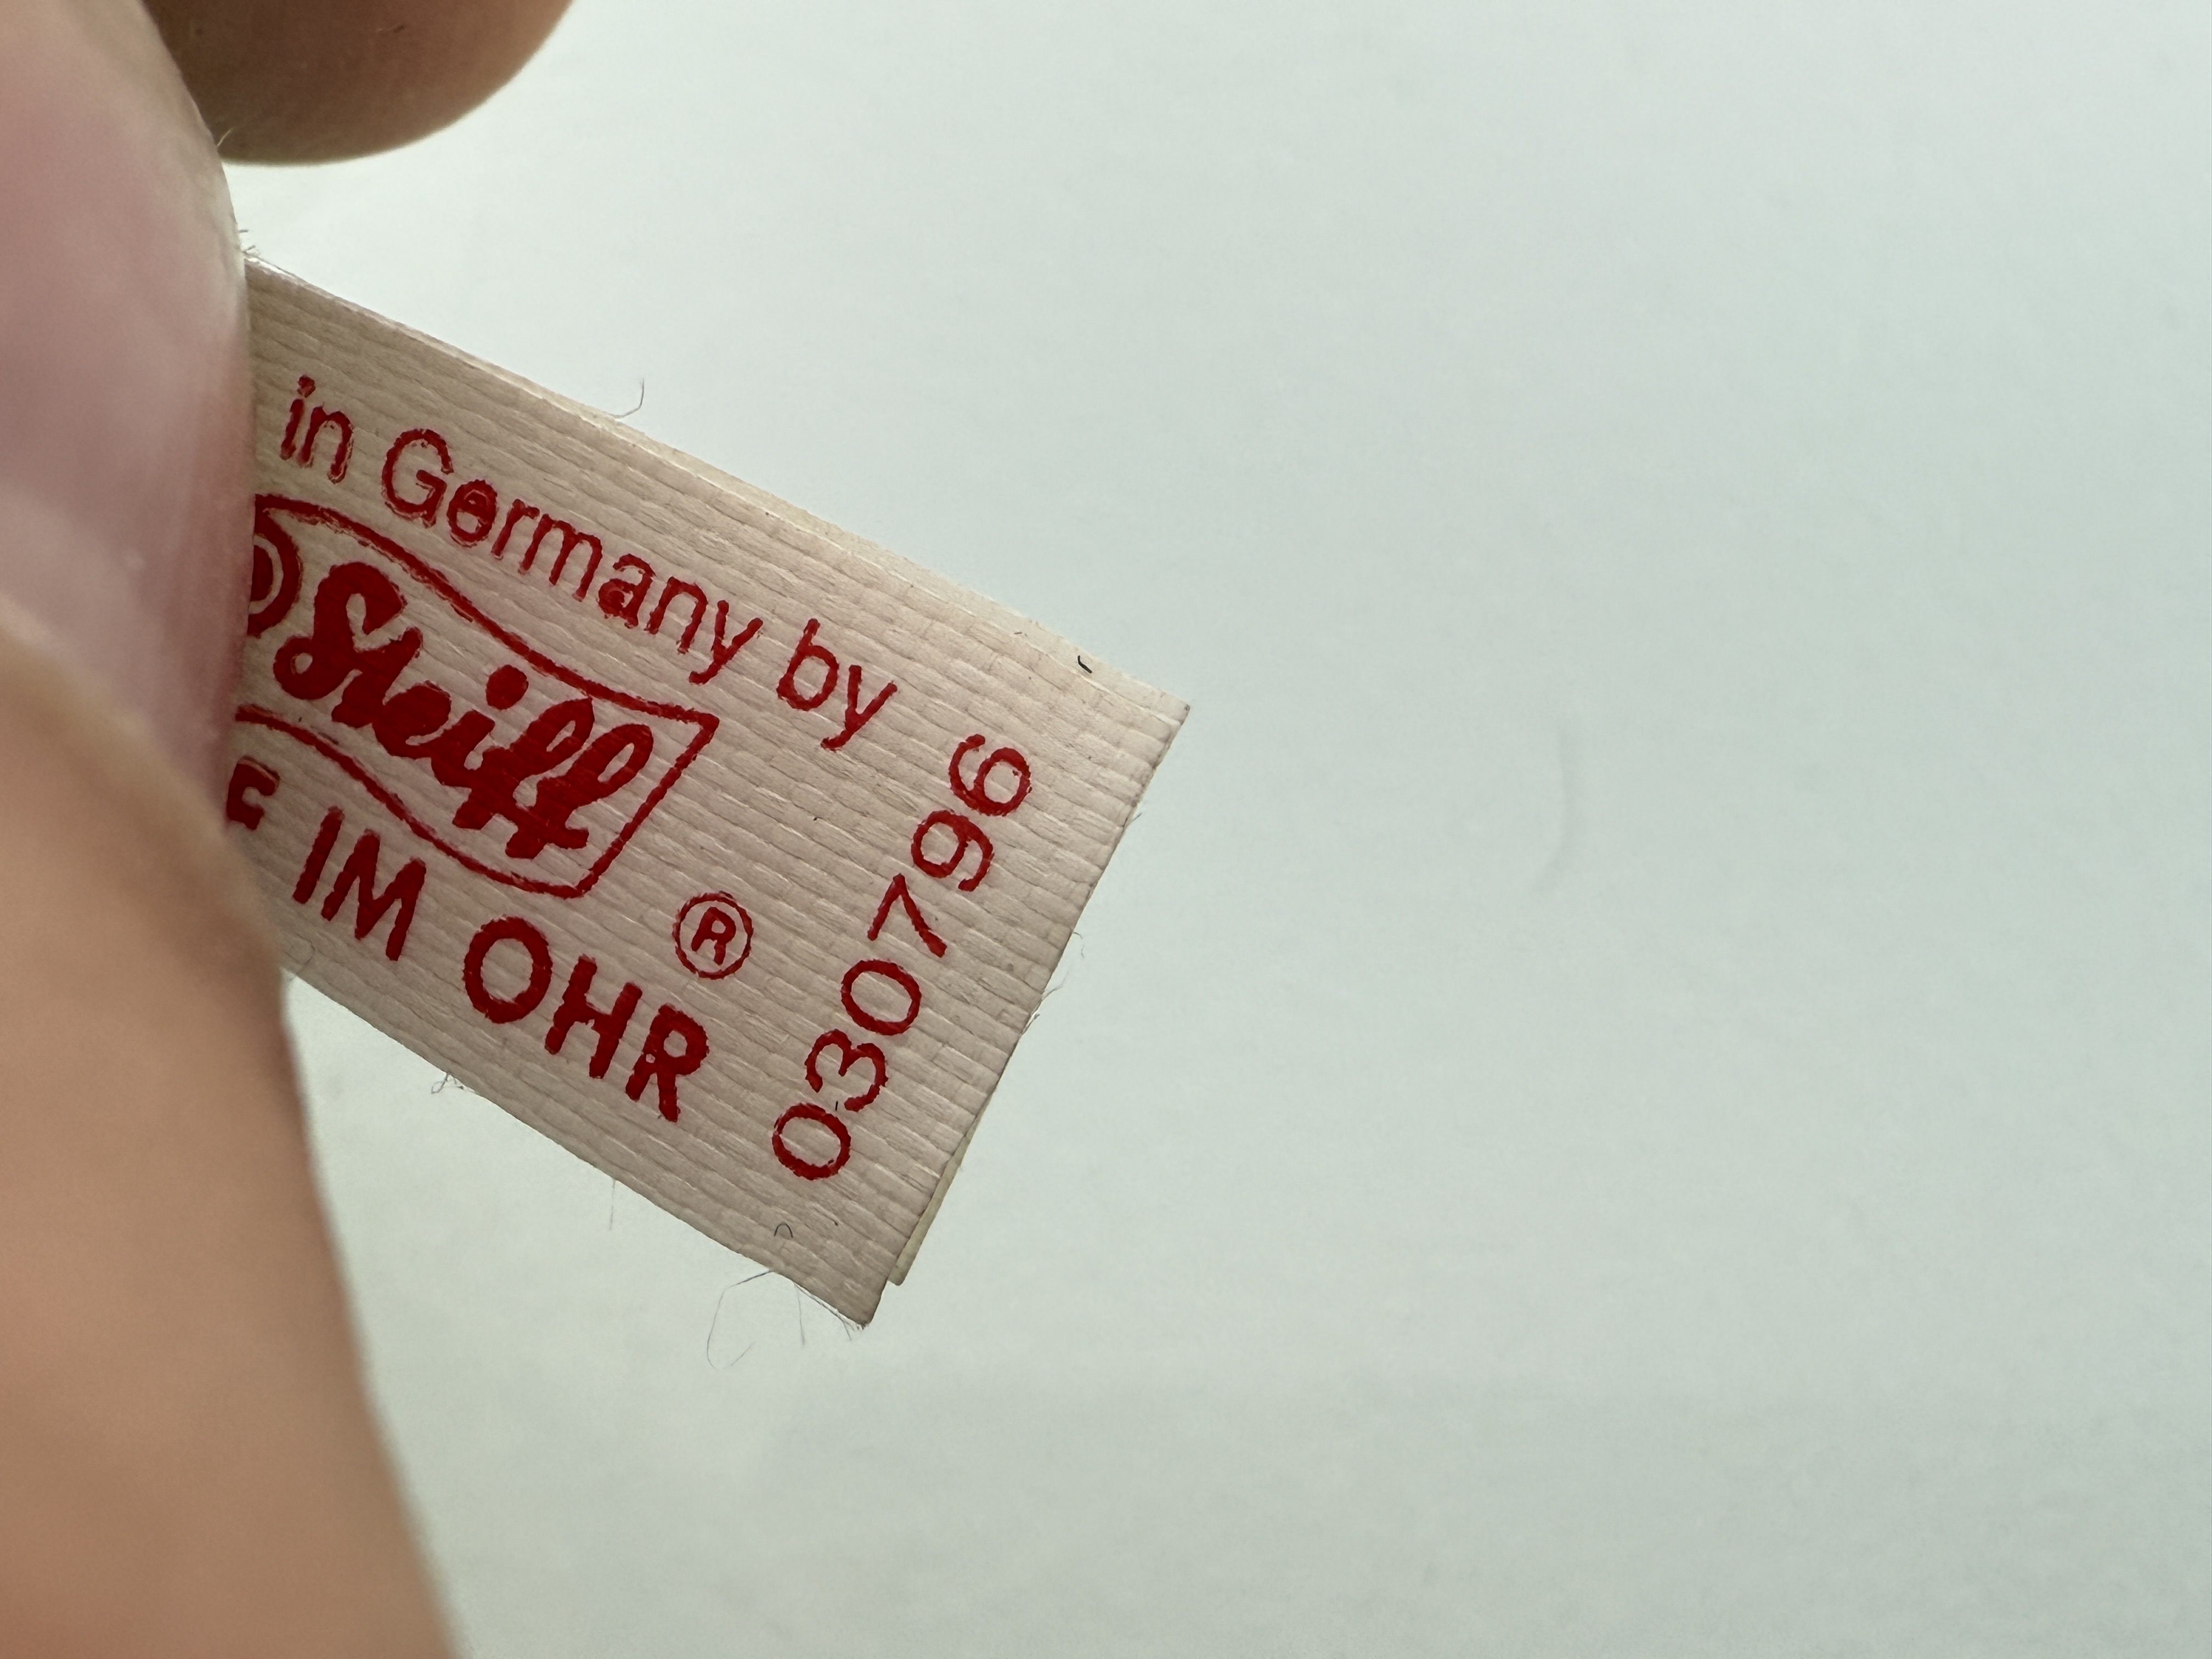 in Germany by
Steiff
®
IM OHR
030796